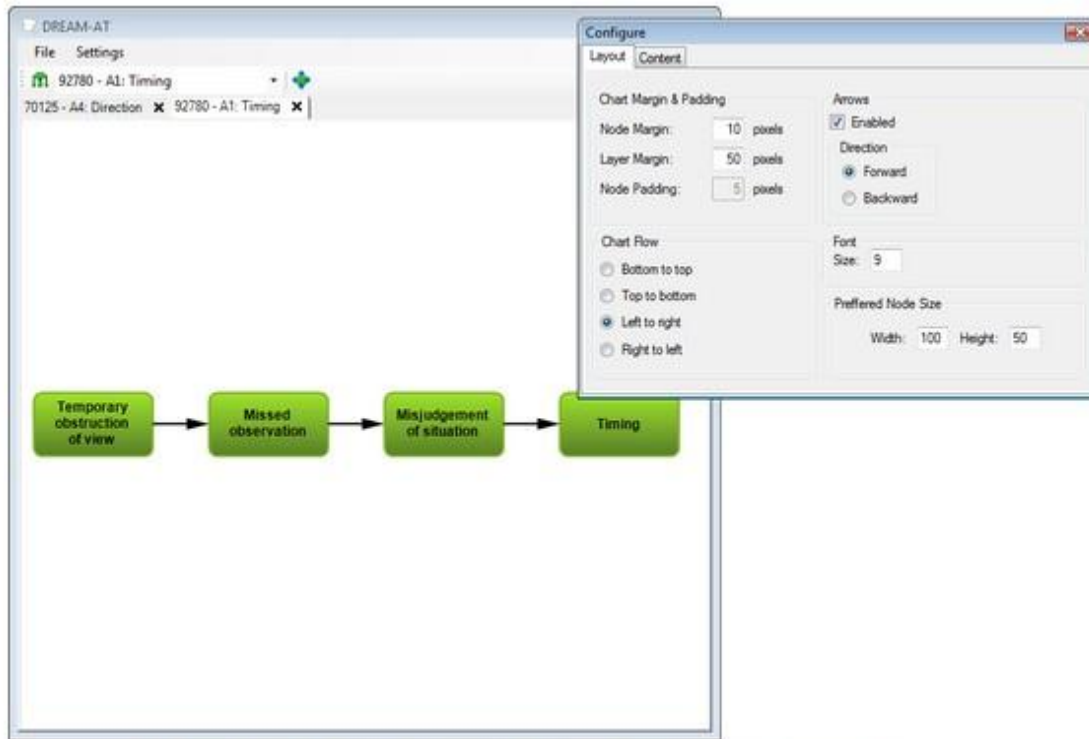 DREAM-AT
File Settings
92780 - A1: Timing
70125 - A4: Direction 92780 - A1: Timing
Temporary
obstruction
of view
Missed
observation
Misjudgement
of situation
Timing
Configure
Layout Content
Chart Margin & Padding
Node Margin: 10 pixels
Layer Margin: 50 pixels
Node Padding: 5 pixels
Arrows
Enabled
Direction
Forward
Backward
Chart Flow
Bottom to top
Top to bottom
Left to right
Right to left
Font
Size: 9
Preffered Node Size
Width: 100 Height: 50